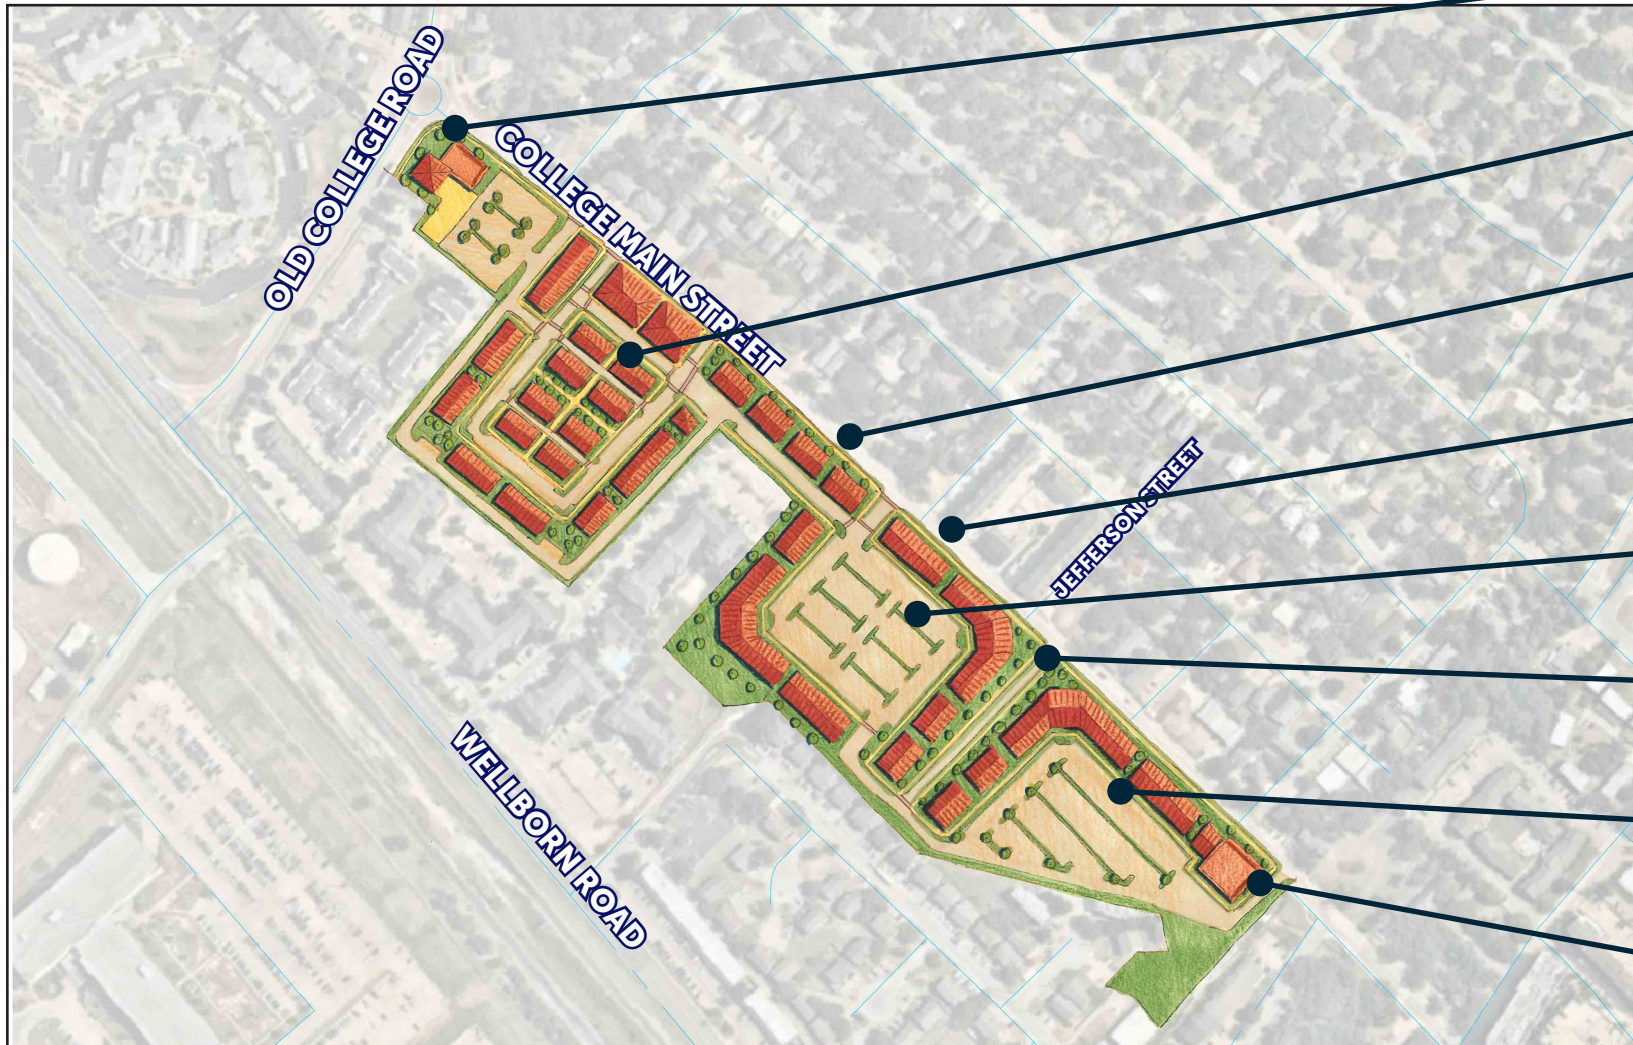 OLD COLLEGE ROAD
COLLEGE MAIN STREET
JEFFERSON STREET
WELLBORN ROAD